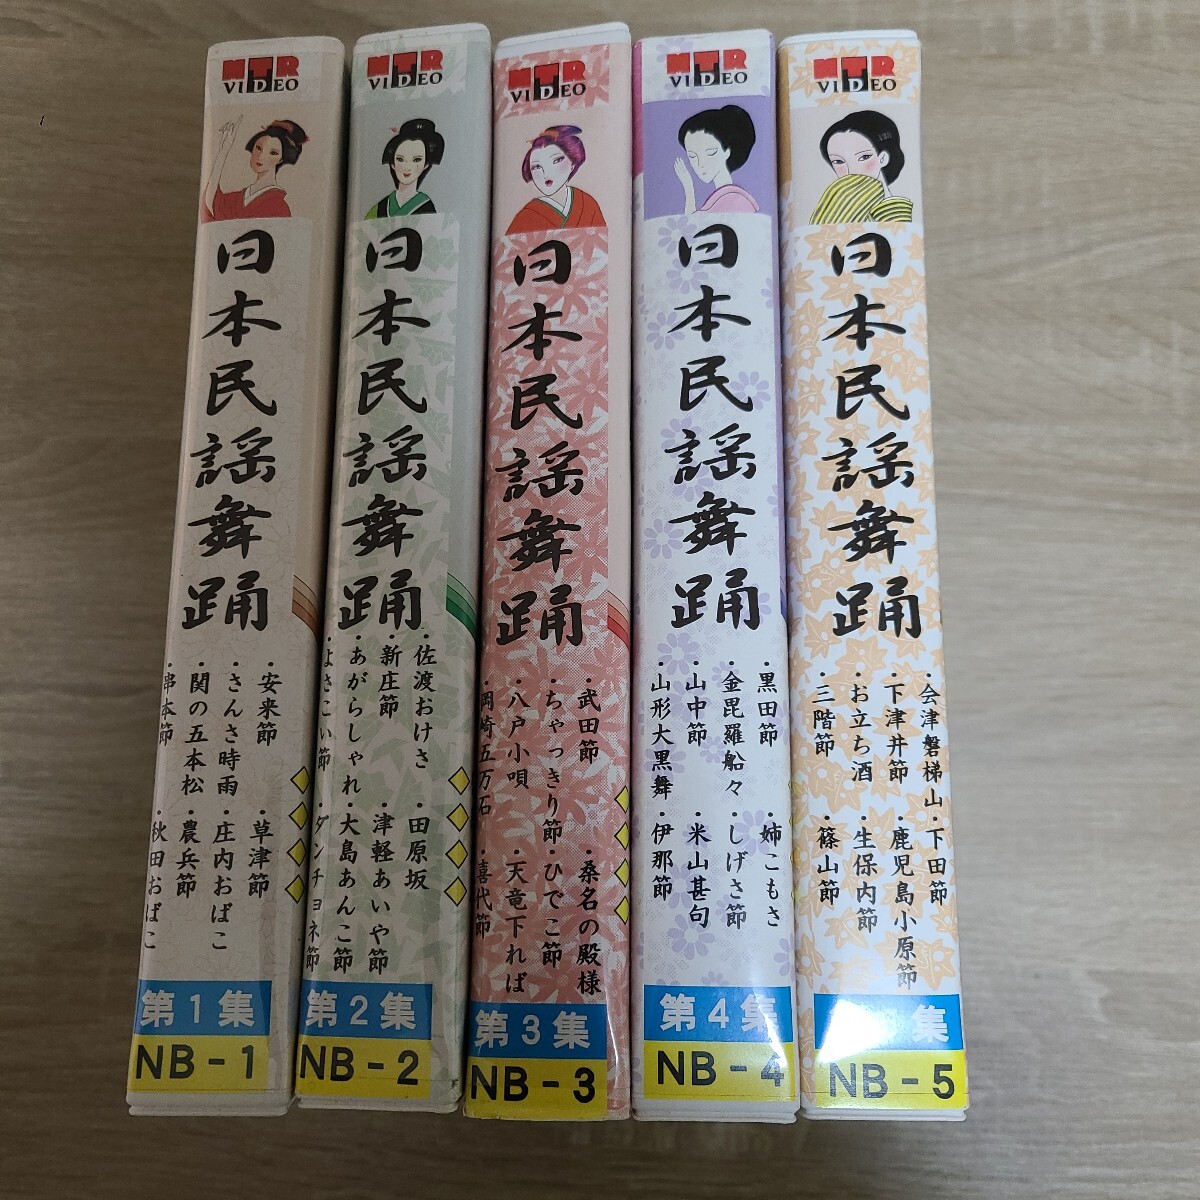 MTR
VIDEO
日本民謡舞踊
・安来節
・さんさ時雨
・関の五本松
・串本節
・草津節
・庄内おばこ
・農兵節
・秋田おばこ
第1集
NB-1
MTR
VIDEO
日本民謡舞踊
・佐渡おけさ
・新庄節
・あがらしゃれ
・よさこい節
・田原坂
・津軽あいや節
・大島あんこ節
・ダンチョネ節
第2集
NB-2
MTR
VIDEO
日本民謡舞踊
・武田節
・ちゃっきり節
・八戸小唄
・岡崎五万石
・桑名の殿様
・ひでこ節
・天竜下れば
・喜代節
第3集
NB-3
MTR
VIDEO
日本民謡舞踊
・黒田節
・金毘羅船々
・山中節
・山形大黒舞
・姉こもさ
・しげさ節
・米山甚句
・伊那節
第4集
NB-4
MTR
VIDEO
日本民謡舞踊
・会津磐梯山
・下津井節
・お立ち酒
・三階節
・下田節
・鹿児島小原節
・生保内節
・篠山節
集
NB-5